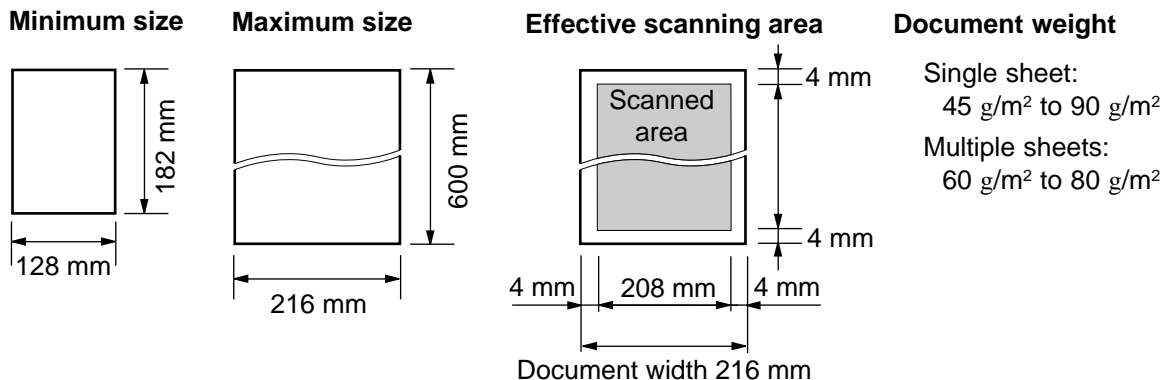 Minimum size
182 mm
128 mm
Maximum size
600 mm
216 mm
Effective scanning area
4 mm
Scanned
area
4 mm
4 mm
208 mm
4 mm
Document width 216 mm
Document weight
Single sheet:
45 g/m² to 90 g/m²
Multiple sheets:
60 g/m² to 80 g/m²